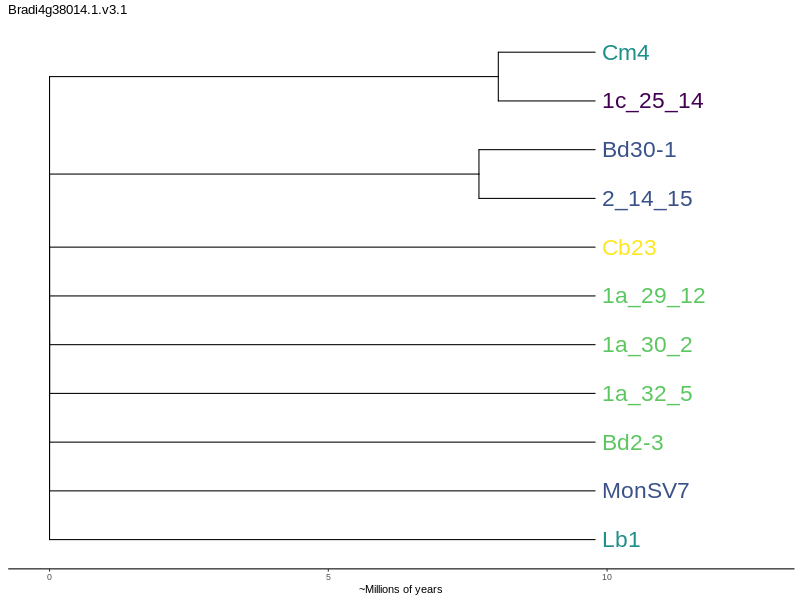 Bradi4g38014.1.v3.1
Cm4
1c_25_14
Bd30-1
2_14_15
Cb23
1a_29_12
1a_30_2
1a_32_5
Bd2-3
MonSV7
Lb1
0 5 10
~Millions of years